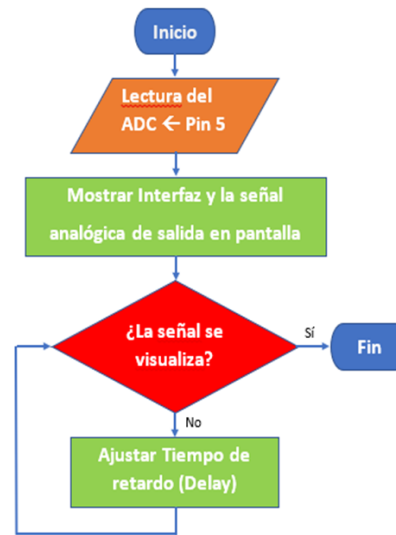 Inicio
Lectura del
ADC ← Pin 5
Mostrar Interfaz y la señal
analógica de salida en pantalla
¿La señal se
visualiza?
Sí
Fin
No
Ajustar Tiempo de
retardo (Delay)